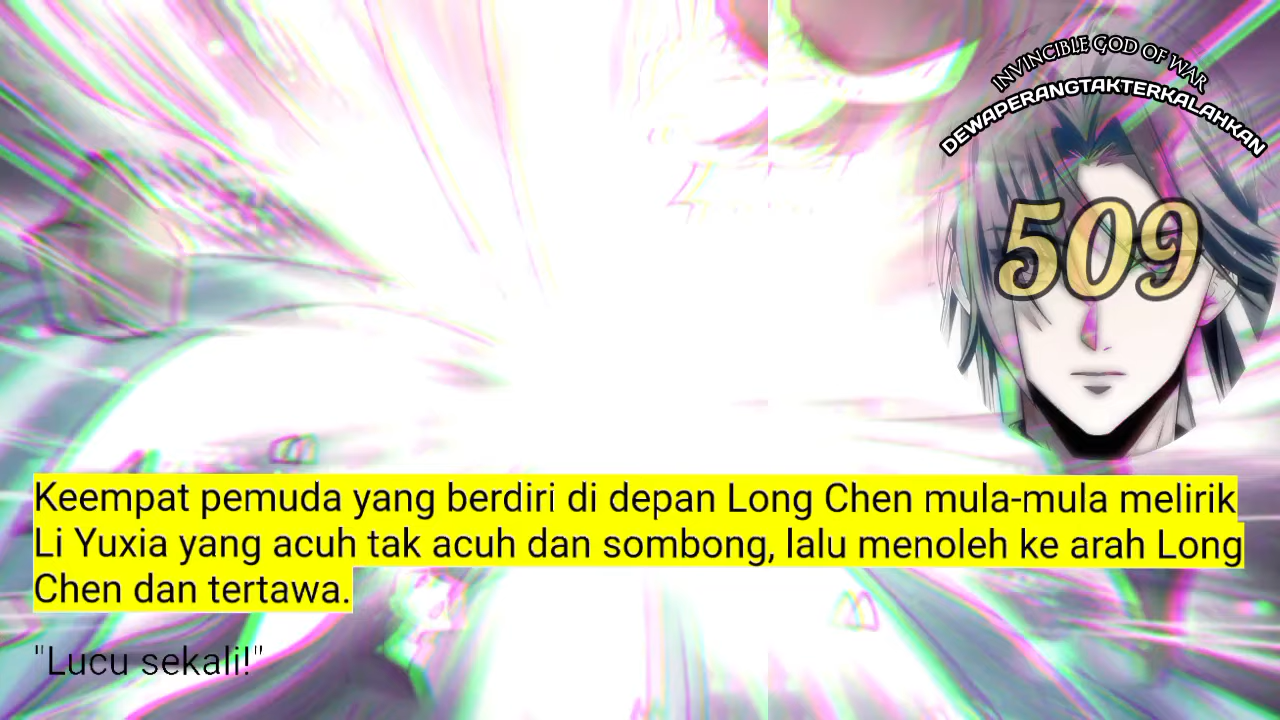 INVINCIBLE GOD OF WAR
DEWAPERANGTAKTERKALAHKAN
509
Keempat pemuda yang berdiri di depan Long Chen mula-mula melirik
Li Yuxia yang acuh tak acuh dan sombong, lalu menoleh ke arah Long
Chen dan tertawa.
"Lucu sekali!"